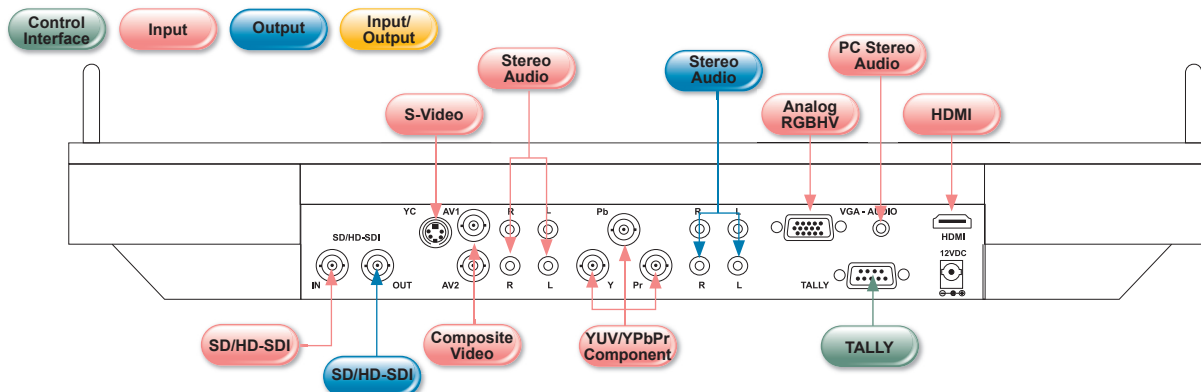 Control
Interface
Input
Output
Input/
Output
Stereo
Audio
Stereo
Audio
PC Stereo
Audio
S-Video
Analog
RGBHV
HDMI
YC
AV1
R
L
Pb
R
L
VGA - AUDIO
HDMI
SD/HD-SDI
12VDC
IN
OUT
AV2
R
L
Y
Pr
R
L
TALLY
SD/HD-SDI
SD/HD-SDI
Composite
Video
YUV/YPbPr
Component
TALLY